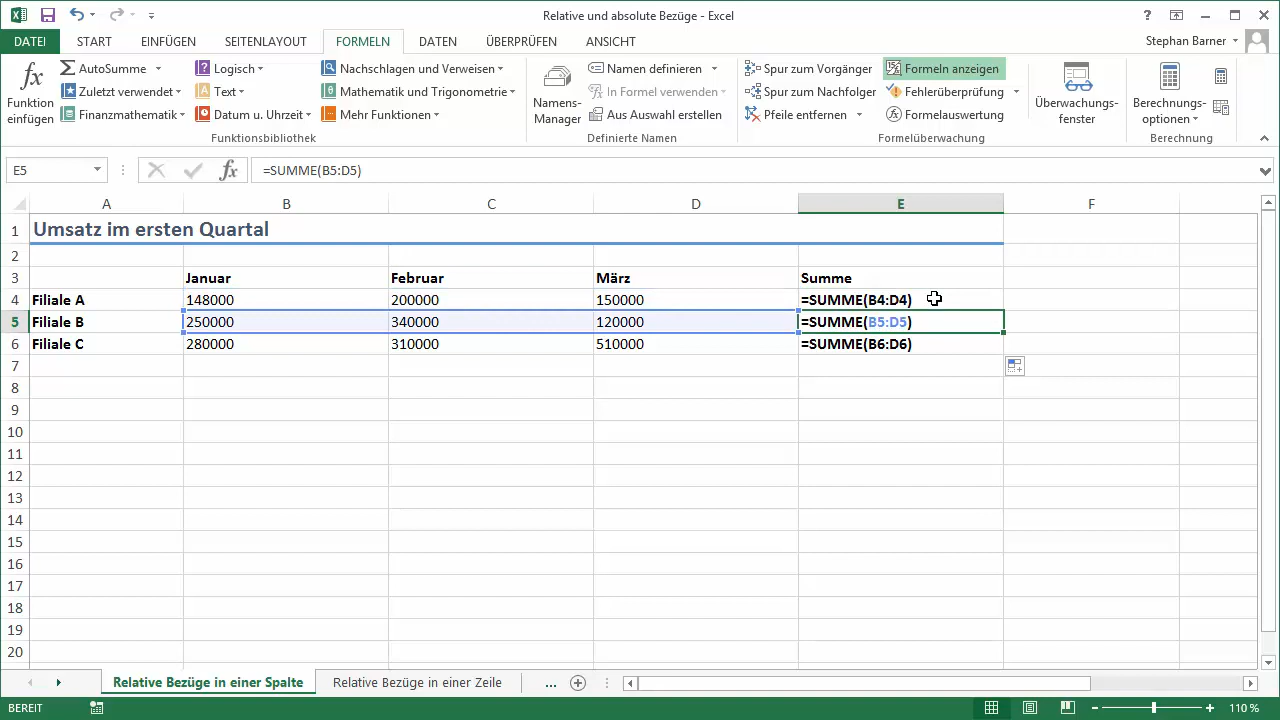 Relative und absolute Bezüge - Excel
DATEI START EINFÜGEN SEITENLAYOUT FORMELN DATEN ÜBERPRÜFEN ANSICHT Stephan Barner
fx Funktion einfügen
AutoSumme
Zuletzt verwendet
Finanzmathematik
Logisch
Text
Datum u. Uhrzeit
Nachschlagen und Verweisen
Mathematik und Trigonometrie
Mehr Funktionen
Funktionsbibliothek
Namens-
Manager
Namen definieren
In Formel verwenden
Aus Auswahl erstellen
Definierte Namen
Spur zum Vorgänger
Spur zum Nachfolger
Pfeile entfernen
Formeln anzeigen
Fehlerüberprüfung
Formelauswertung
Formelüberwachung
Überwachungs-
fenster
Berechnungs-
optionen
Berechnung
E5 fx =SUMME(B5:D5)
A B C D E F
1 Umsatz im ersten Quartal
2
3 Januar Februar März Summe
4 Filiale A 148000 200000 150000 =SUMME(B4:D4)
5 Filiale B 250000 340000 120000 =SUMME(B5:D5)
6 Filiale C 280000 310000 510000 =SUMME(B6:D6)
7
8
9
10
11
12
13
14
15
16
17
18
19
20
Relative Bezüge in einer Spalte Relative Bezüge in einer Zeile ...
BEREIT 110 %